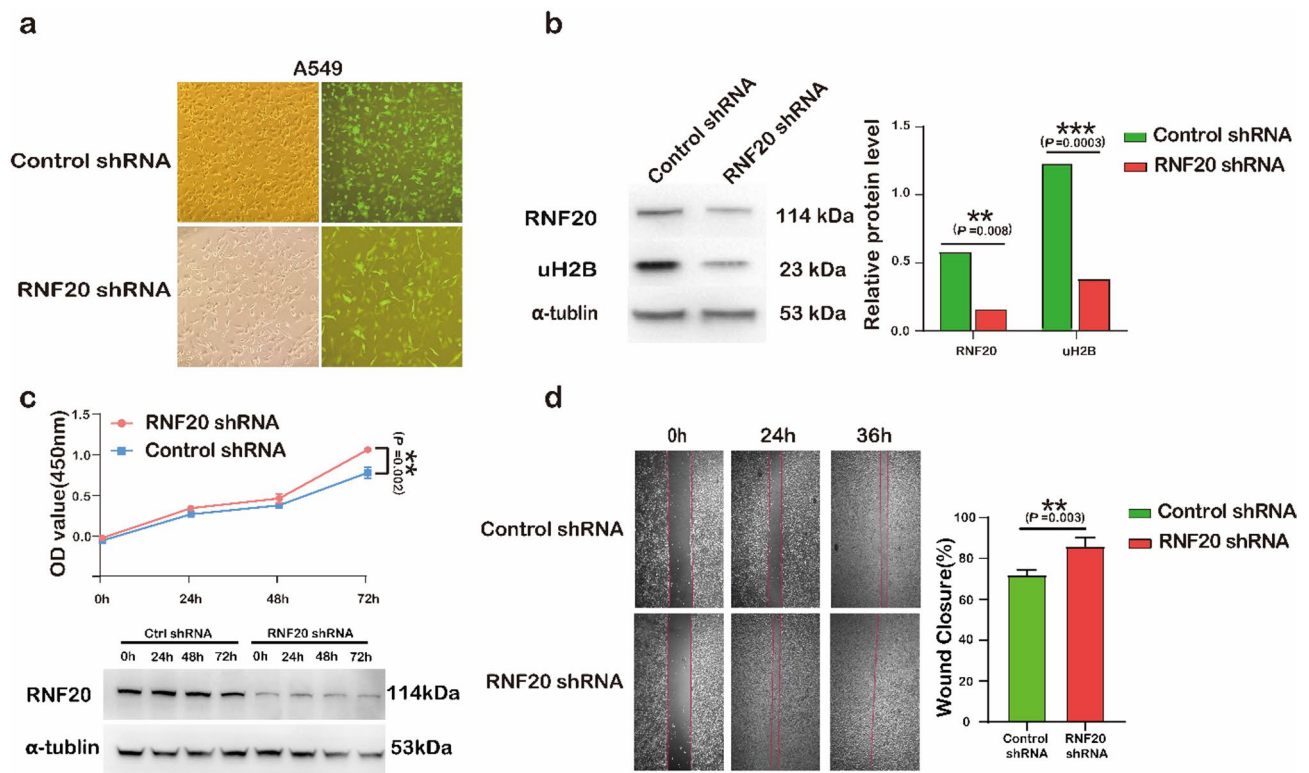 a
A549
Control shRNA
RNF20 shRNA
b
Control shRNA
RNF20 shRNA
RNF20
114 kDa
uH2B
23 kDa
α-tublin
53 kDa
Relative protein level
1.5
1.0
0.5
0.0
**
(P=0.008)
***
(P=0.0003)
RNF20
uH2B
Control shRNA
RNF20 shRNA
c
OD value(450nm)
1.5
1.0
0.5
0.0
RNF20 shRNA
Control shRNA
**
(P=0.002)
0h
24h
48h
72h
Ctrl shRNA
RNF20 shRNA
0h 24h 48h 72h 0h 24h 48h 72h
RNF20
114kDa
α-tublin
53kDa
d
0h
24h
36h
Control shRNA
RNF20 shRNA
Wound Closure(%)
100
80
60
40
20
0
**
(P=0.003)
Control shRNA
RNF20 shRNA
Control
shRNA
RNF20
shRNA